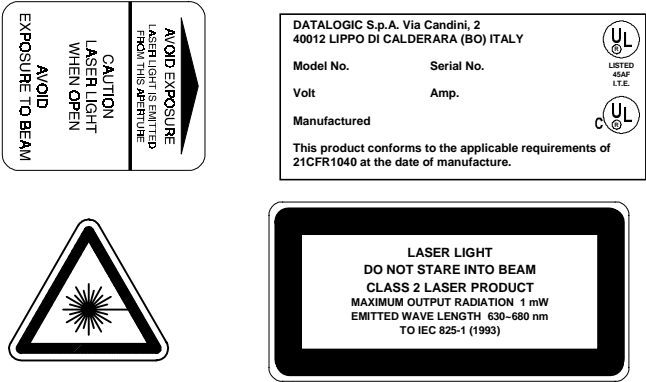 AVOID EXPOSURE
LASER LIGHT IS EMITTED
FROM THIS APERTURE
CAUTION
LASER LIGHT
WHEN OPEN
AVOID
EXPOSURE TO BEAM
DATALOGIC S.p.A. Via Candini, 2
40012 LIPPO DI CALDERARA (BO) ITALY
Model No. Serial No.
Volt Amp.
Manufactured
This product conforms to the applicable requirements of
21CFR1040 at the date of manufacture.
UL
®
LISTED
45AF
I.T.E.
C UL
®
LASER LIGHT
DO NOT STARE INTO BEAM
CLASS 2 LASER PRODUCT
MAXIMUM OUTPUT RADIATION 1 mW
EMITTED WAVE LENGTH 630~680 nm
TO IEC 825-1 (1993)